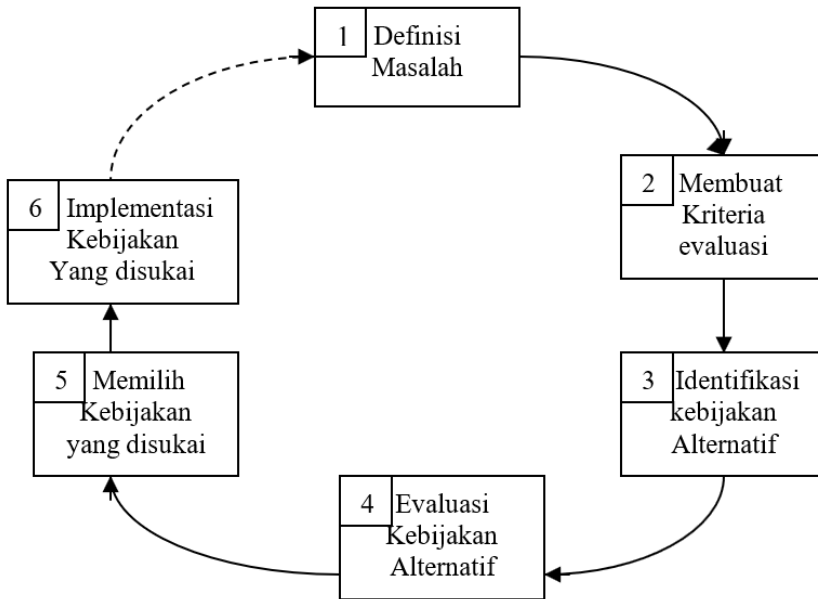 1 Definisi
Masalah
2 Membuat
Kriteria
evaluasi
3 Identifikasi
kebijakan
Alternatif
4 Evaluasi
Kebijakan
Alternatif
5 Memilih
Kebijakan
yang disukai
6 Implementasi
Kebijakan
Yang disukai